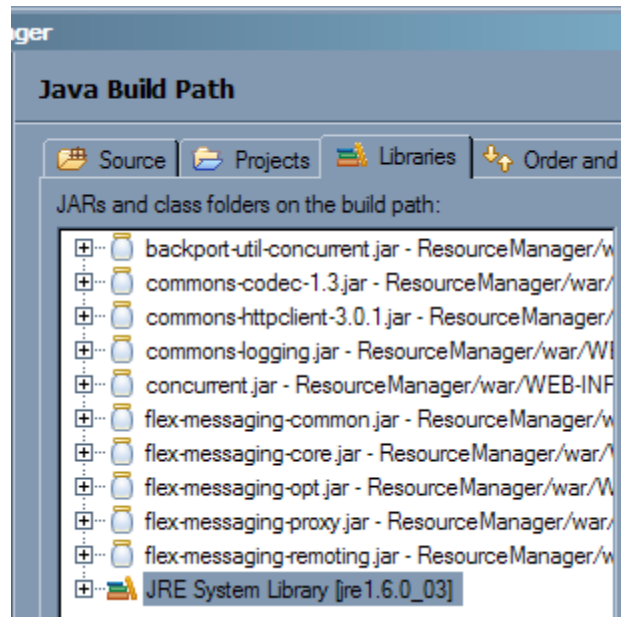 ger
Java Build Path
Source Projects Libraries Order and
JARs and class folders on the build path:
backport-util-concurrent.jar - ResourceManager/w
commons-codec-1.3.jar - ResourceManager/war/
commons-httpclient-3.0.1.jar - ResourceManager/
commons-logging.jar - ResourceManager/war/WE
concurrent.jar - ResourceManager/war/WEB-INF
flex-messaging-common.jar - ResourceManager/w
flex-messaging-core.jar - ResourceManager/war/
flex-messaging-opt.jar - ResourceManager/war/W
flex-messaging-proxy.jar - ResourceManager/war/
flex-messaging-remoting.jar - ResourceManager/w
JRE System Library [jre1.6.0_03]